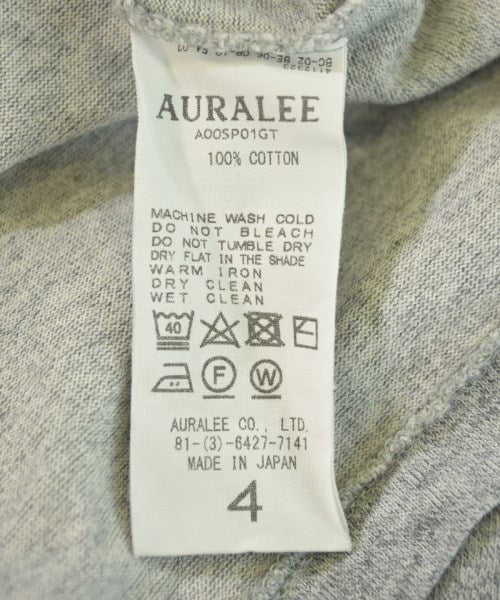 AURALEE
A00SP01GT
100% COTTON
MACHINE WASH COLD
DO NOT BLEACH
DO NOT TUMBLE DRY
DRY FLAT IN THE SHADE
WARM IRON
DRY CLEAN
WET CLEAN
40
F
W
AURALEE CO., LTD.
81-(3)-6427-7141
MADE IN JAPAN
4